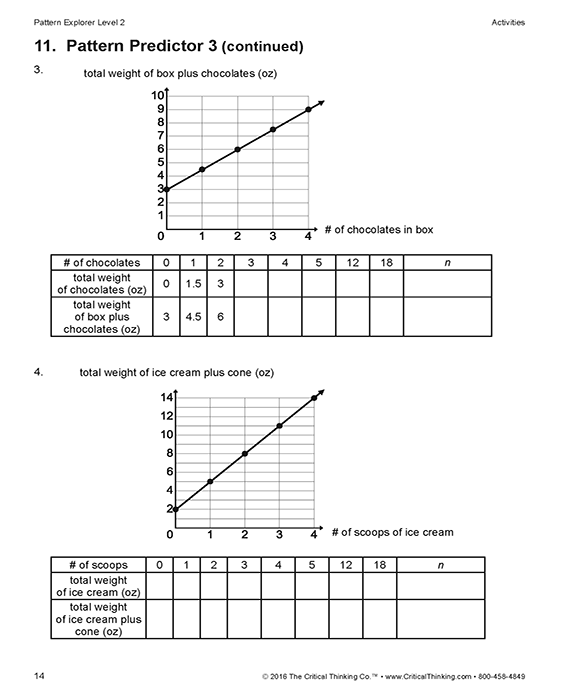 Pattern Explorer Level 2 Activities
11. Pattern Predictor 3 (continued)
3. total weight of box plus chocolates (oz)
10
9
8
7
6
5
4
3
2
1
0 1 2 3 4
# of chocolates in box
# of chocolates 0 1 2 3 4 5 12 18 n
total weight
of chocolates (oz) 0 1.5 3
total weight
of box plus
chocolates (oz) 3 4.5 6
4. total weight of ice cream plus cone (oz)
14
12
10
8
6
4
2
0 1 2 3 4
# of scoops of ice cream
# of scoops 0 1 2 3 4 5 12 18 n
total weight
of ice cream (oz)
total weight
of ice cream plus
cone (oz)
14 © 2016 The Critical Thinking Co.™ • www.CriticalThinking.com • 800-458-4849